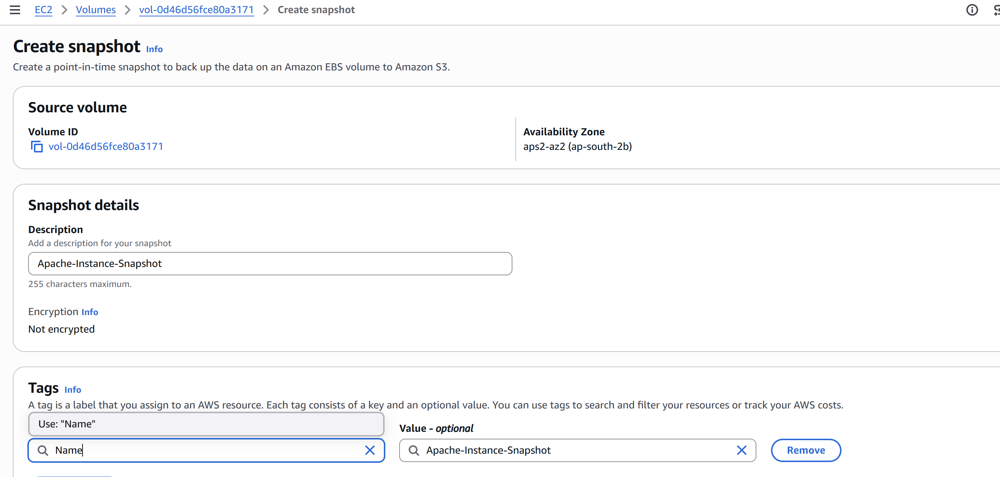 EC2 > Volumes > vol-0d46d56fce80a3171 > Create snapshot
Create snapshot Info
Create a point-in-time snapshot to back up the data on an Amazon EBS volume to Amazon S3.
Source volume
Volume ID
vol-0d46d56fce80a3171
Availability Zone
aps2-az2 (ap-south-2b)
Snapshot details
Description
Add a description for your snapshot
Apache-Instance-Snapshot
255 characters maximum.
Encryption Info
Not encrypted
Tags Info
A tag is a label that you assign to an AWS resource. Each tag consists of a key and an optional value. You can use tags to search and filter your resources or track your AWS costs.
Use: "Name"
Value - optional
Name
Apache-Instance-Snapshot
Remove